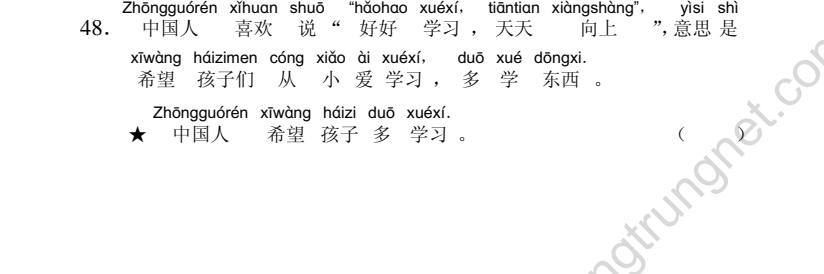 Zhōngguórén xǐhuan shuō “hǎohao xuéxí, tiāntian xiàngshàng”, yìsi shì
48. 中国人 喜欢 说 “ 好好 学习 , 天天 向上 ”, 意思 是
xīwàng háizimen cóng xiǎo ài xuéxí, duō xué dōngxi.
希望 孩子们 从 小 爱 学习 , 多 学 东西 。
Zhōngguórén xīwàng háizi duō xuéxí.
★ 中国人 希望 孩子 多 学习 。 ( )
ngtrungnet.co